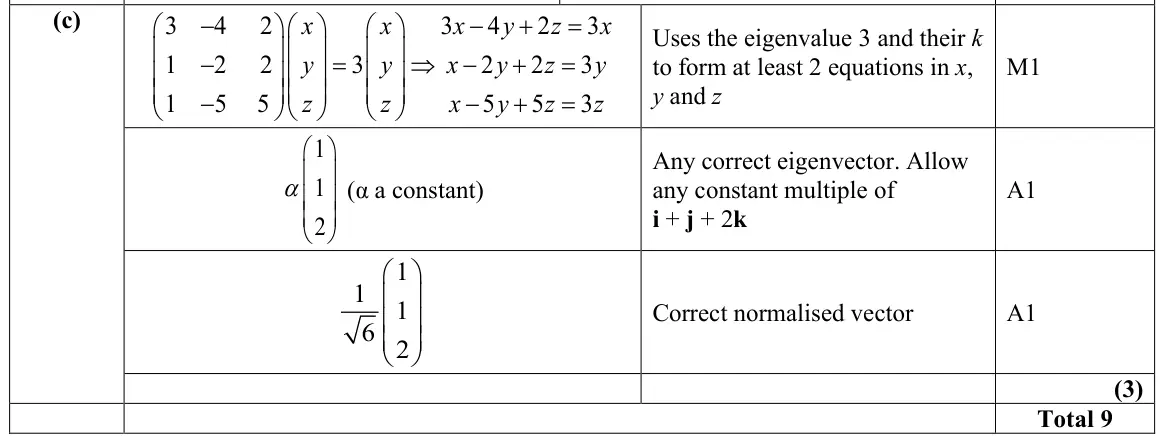 (c)
(3 −4 2; 1 −2 2; 1 −5 5)(x; y; z) = 3(x; y; z) ⇒ 3x − 4y + 2z = 3x
x − 2y + 2z = 3y
x − 5y + 5z = 3z
Uses the eigenvalue 3 and their k
to form at least 2 equations in x,
y and z
M1
α(1; 1; 2) (α a constant)
Any correct eigenvector. Allow
any constant multiple of
i + j + 2k
A1
1/√6 (1; 1; 2)
Correct normalised vector
A1
(3)
Total 9